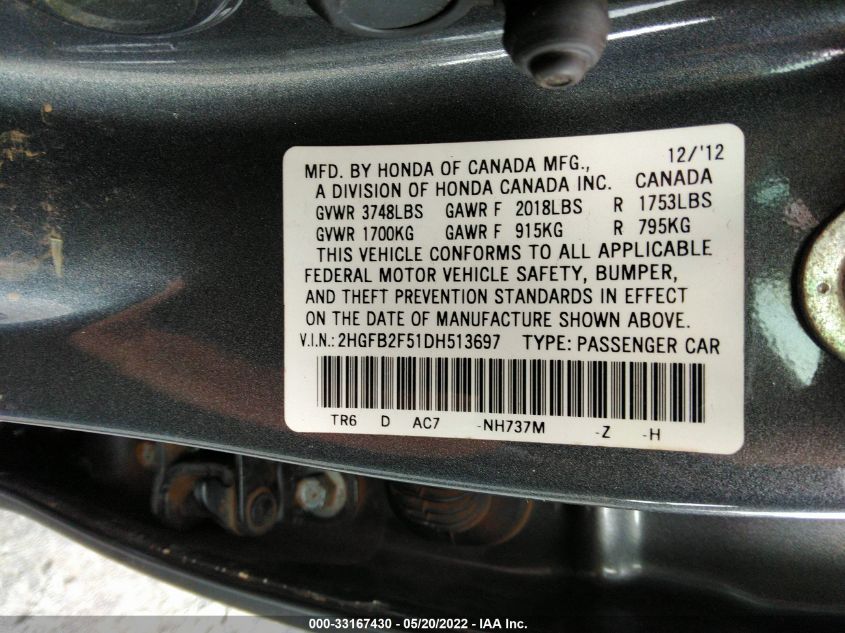 12/'12
MFD. BY HONDA OF CANADA MFG.,
A DIVISION OF HONDA CANADA INC. CANADA
GVWR 3748LBS GAWR F 2018LBS R 1753LBS
GVWR 1700KG GAWR F 915KG R 795KG
THIS VEHICLE CONFORMS TO ALL APPLICABLE
FEDERAL MOTOR VEHICLE SAFETY, BUMPER,
AND THEFT PREVENTION STANDARDS IN EFFECT
ON THE DATE OF MANUFACTURE SHOWN ABOVE.
V.I.N.: 2HGFB2F51DH513697 TYPE: PASSENGER CAR
TR6 D AC7 -NH737M -Z -H
000-33167430 - 05/20/2022 - IAA Inc.